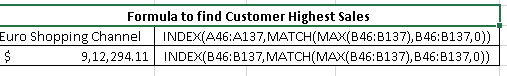 Formula to find Customer Highest Sales
Euro Shopping Channel INDEX(A46:A137,MATCH(MAX(B46:B137),B46:B137,0))
$ 9,12,294.11 INDEX(B46:B137,MATCH(MAX(B46:B137),B46:B137,0))